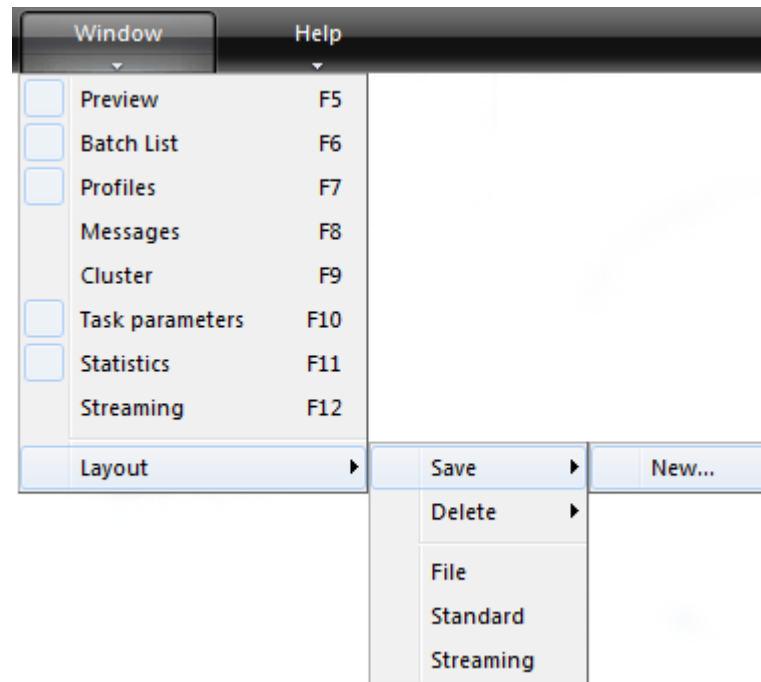 Window Help
Preview F5
Batch List F6
Profiles F7
Messages F8
Cluster F9
Task parameters F10
Statistics F11
Streaming F12
Layout Save New...
Delete
File
Standard
Streaming